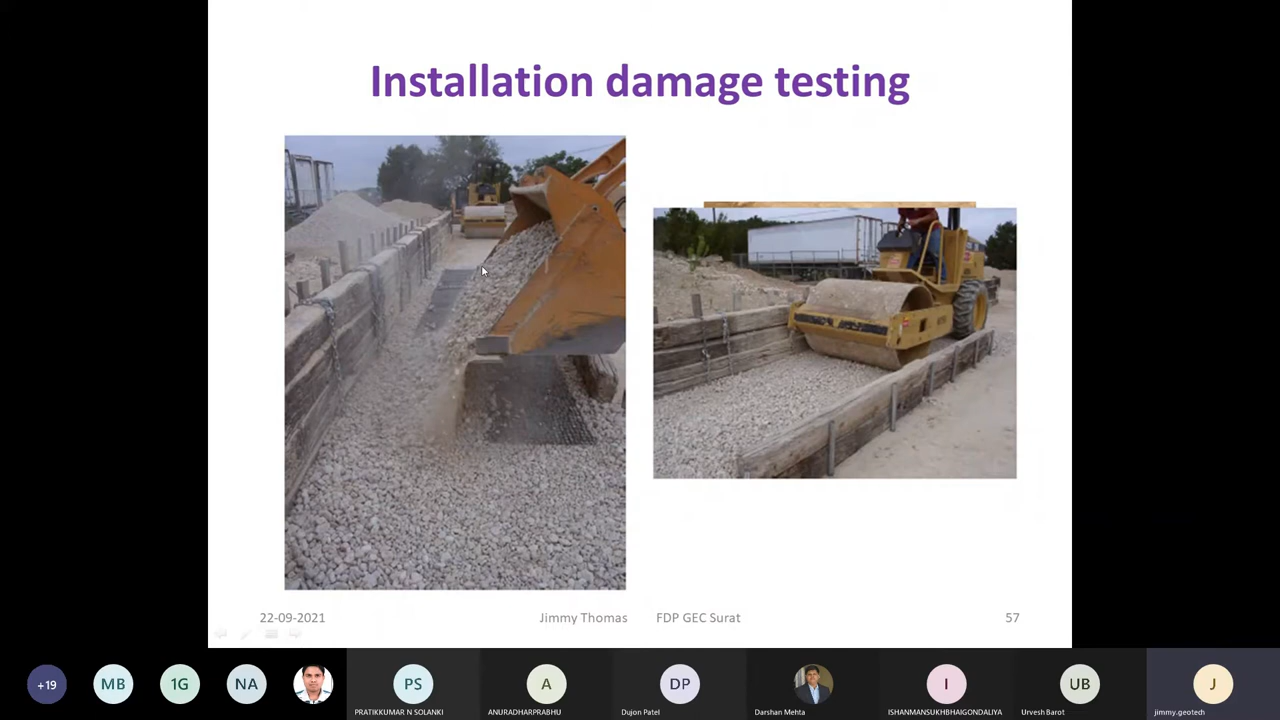 Installation damage testing
22-09-2021 Jimmy Thomas FDP GEC Surat 57
+19 MB 1G NA PS A DP I UB J
PRATIKKUMAR N SOLANKI ANURADHARPRABHU Dujon Patel Darshan Mehta ISHANMANSUKHBHAIGONDALIYA Urvesh Barot jimmy.geotech